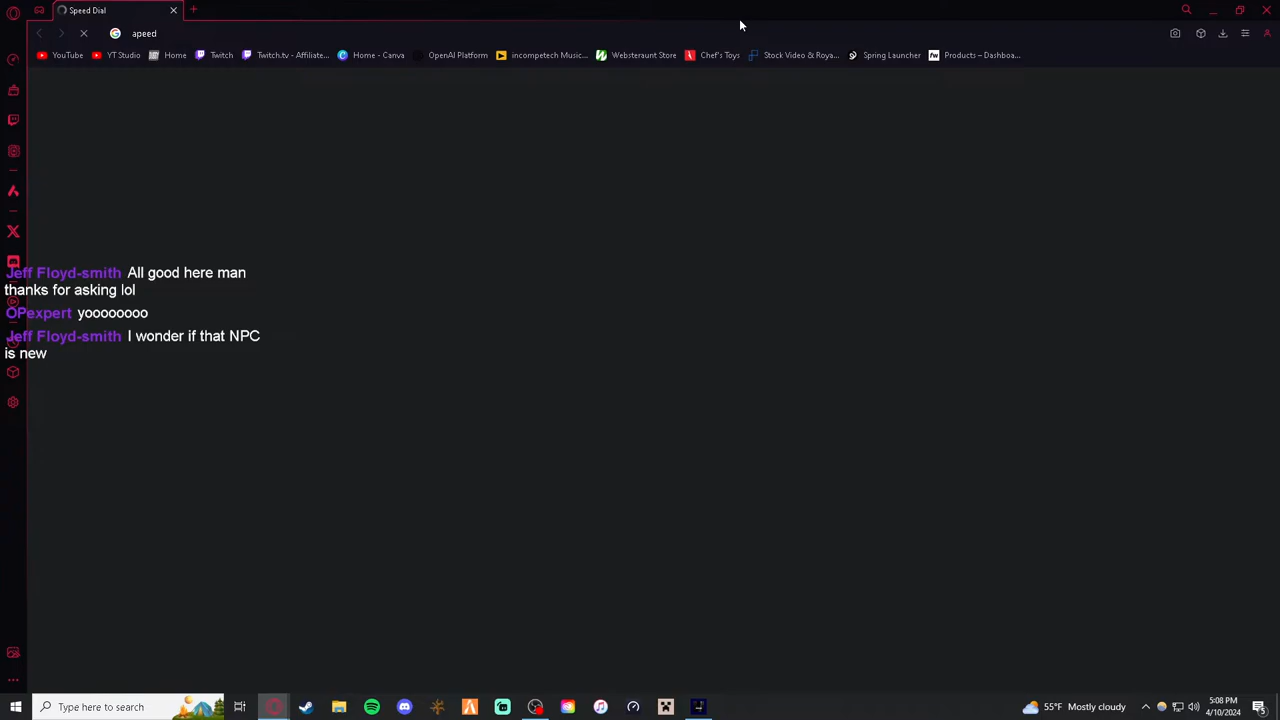 Speed Dial
apeed
YouTube YT Studio Home Twitch Twitch.tv - Affiliate... Home - Canva OpenAI Platform incompetech Music... Websteraunt Store Chef's Toys Stock Video & Roya... Spring Launcher Products – Dashboa...
Jeff Floyd-smith All good here man
thanks for asking lol
OPexpert yoooooooo
Jeff Floyd-smith I wonder if that NPC
is new
Type here to search
55°F Mostly cloudy
5:08 PM
4/10/2024